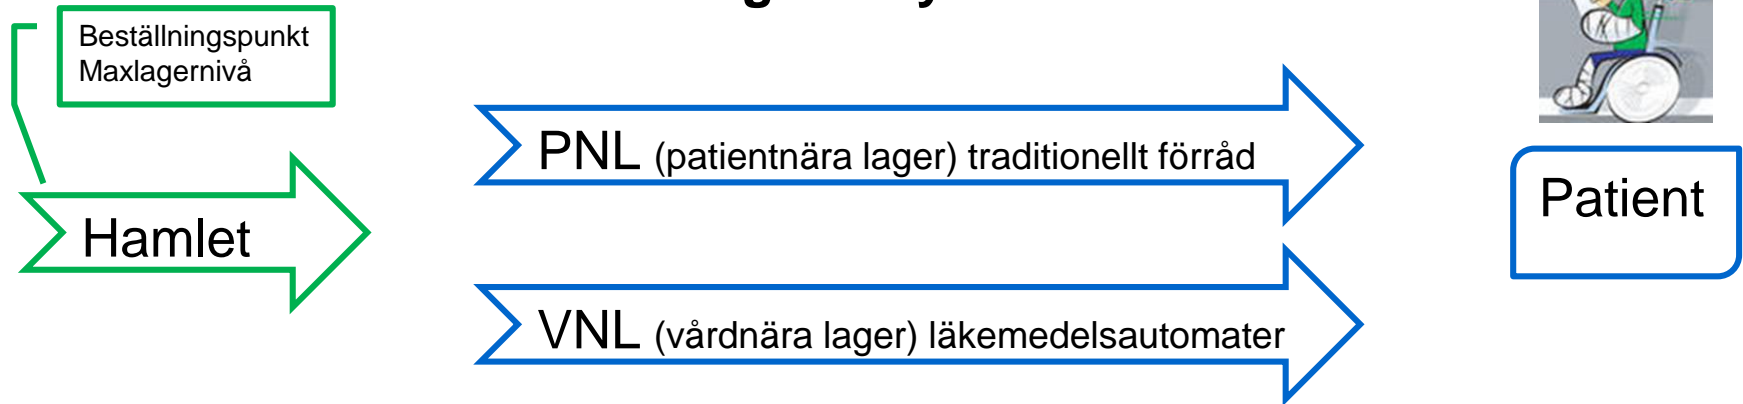 Beställningspunkt
Maxlagernivå
PNL (patientnära lager) traditionellt förråd
Patient
Hamlet
VNL (vårdnära lager) läkemedelsautomater